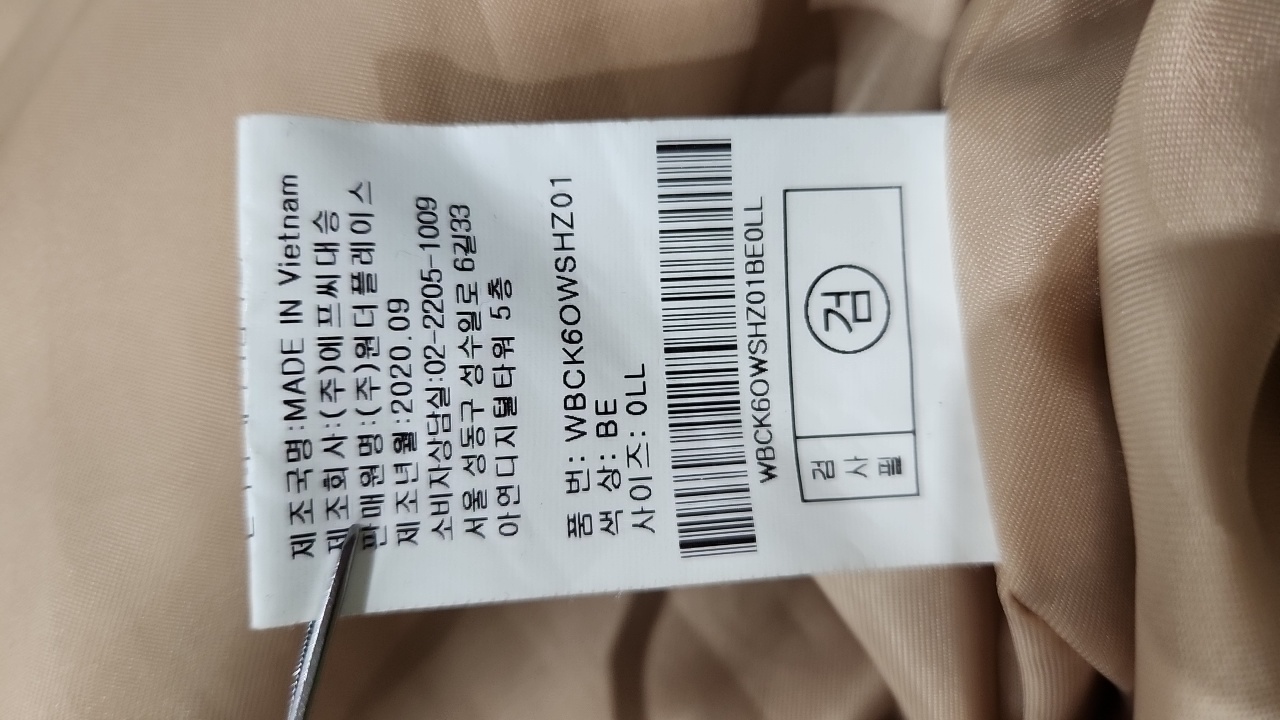 제 조 국 명 :MADE IN Vietnam
제 조 회 사 :(주)에프씨대승
판 매 원 명 :(주)원더플레이스
제 조 년 월 :2020.09
소비자상담실:02-2205-1009
서울 성동구 성수일로 6길33
아연디지털타워 5층
품 번: WBCK6OWSHZ01
색 상: BE
사이즈: 0LL
WBCK6OWSHZ01BE0LL
검사필
검